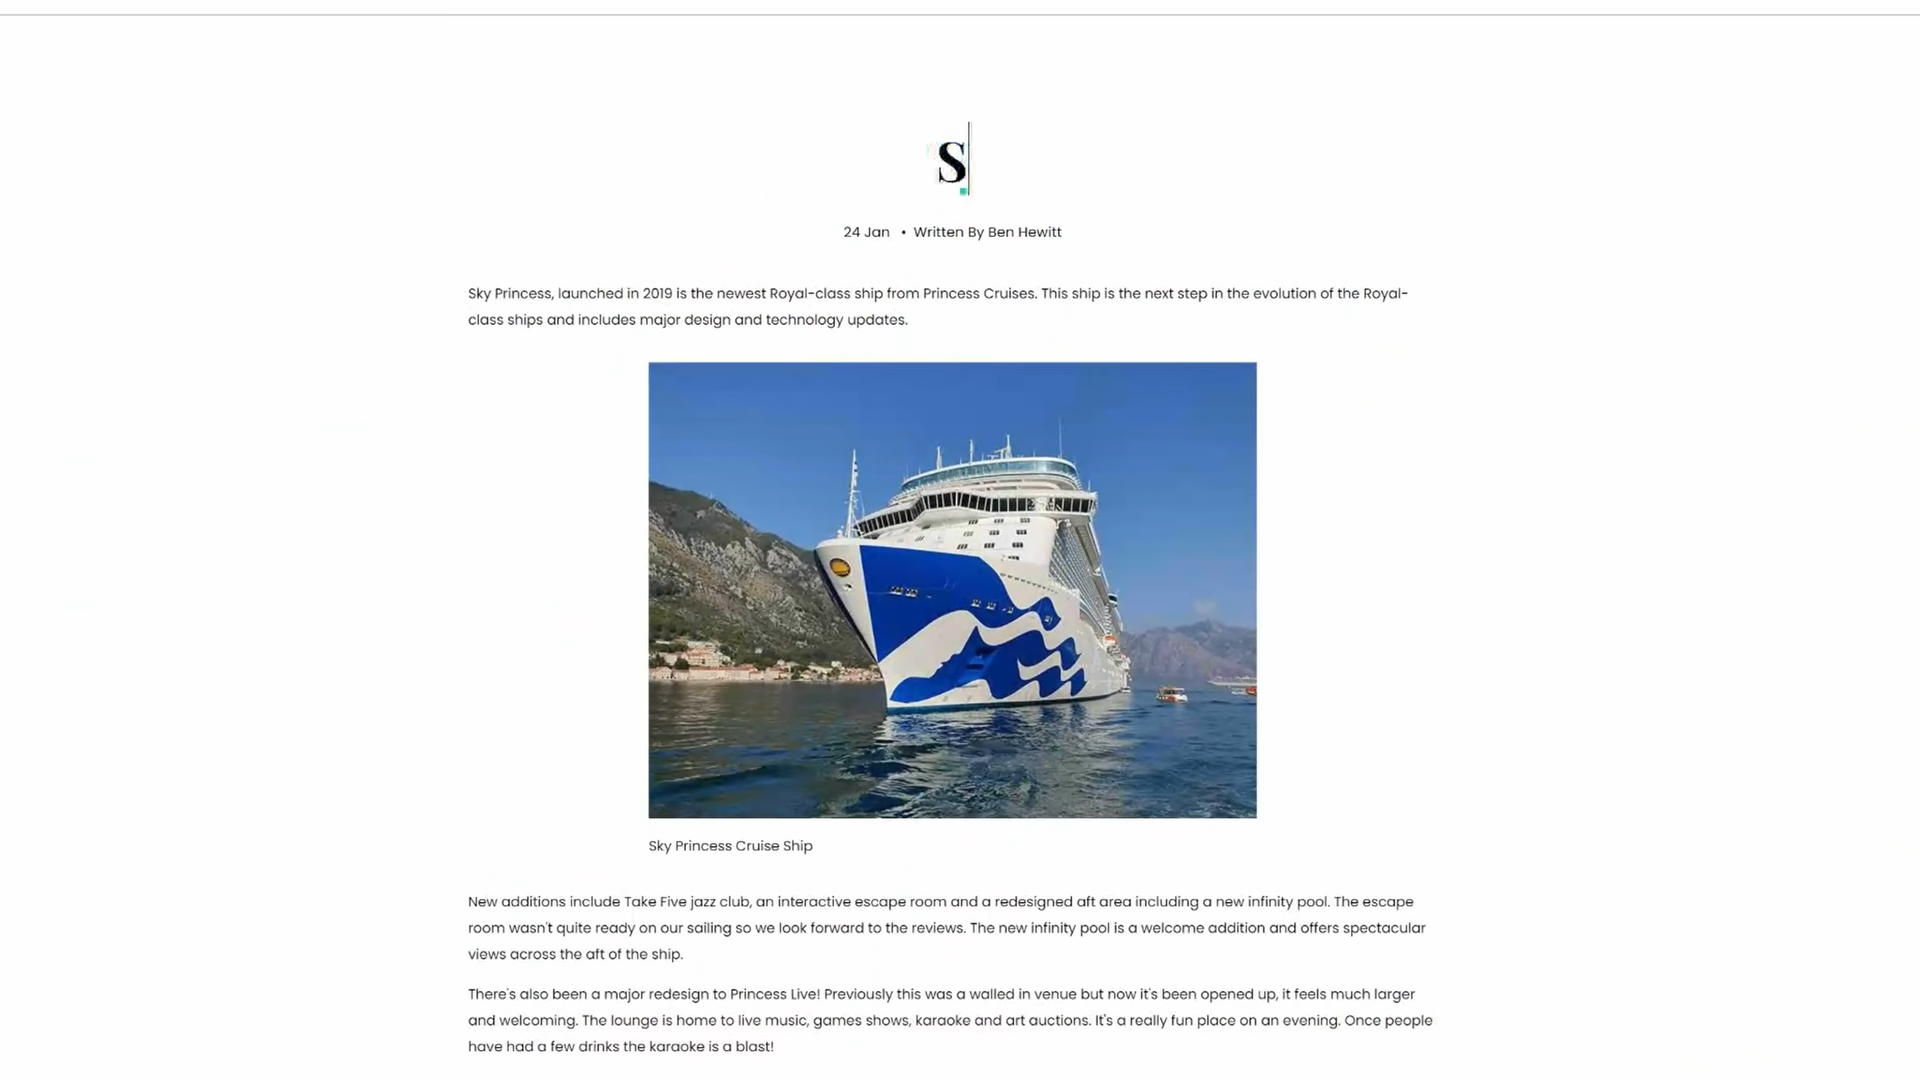 S
24 Jan • Written By Ben Hewitt
Sky Princess, launched in 2019 is the newest Royal-class ship from Princess Cruises. This ship is the next step in the evolution of the Royal-
class ships and includes major design and technology updates.
Sky Princess Cruise Ship
New additions include Take Five jazz club, an interactive escape room and a redesigned aft area including a new infinity pool. The escape
room wasn't quite ready on our sailing so we look forward to the reviews. The new infinity pool is a welcome addition and offers spectacular
views across the aft of the ship.
There's also been a major redesign to Princess Live! Previously this was a walled in venue but now it's been opened up, it feels much larger
and welcoming. The lounge is home to live music, games shows, karaoke and art auctions. It's a really fun place on an evening. Once people
have had a few drinks the karaoke is a blast!